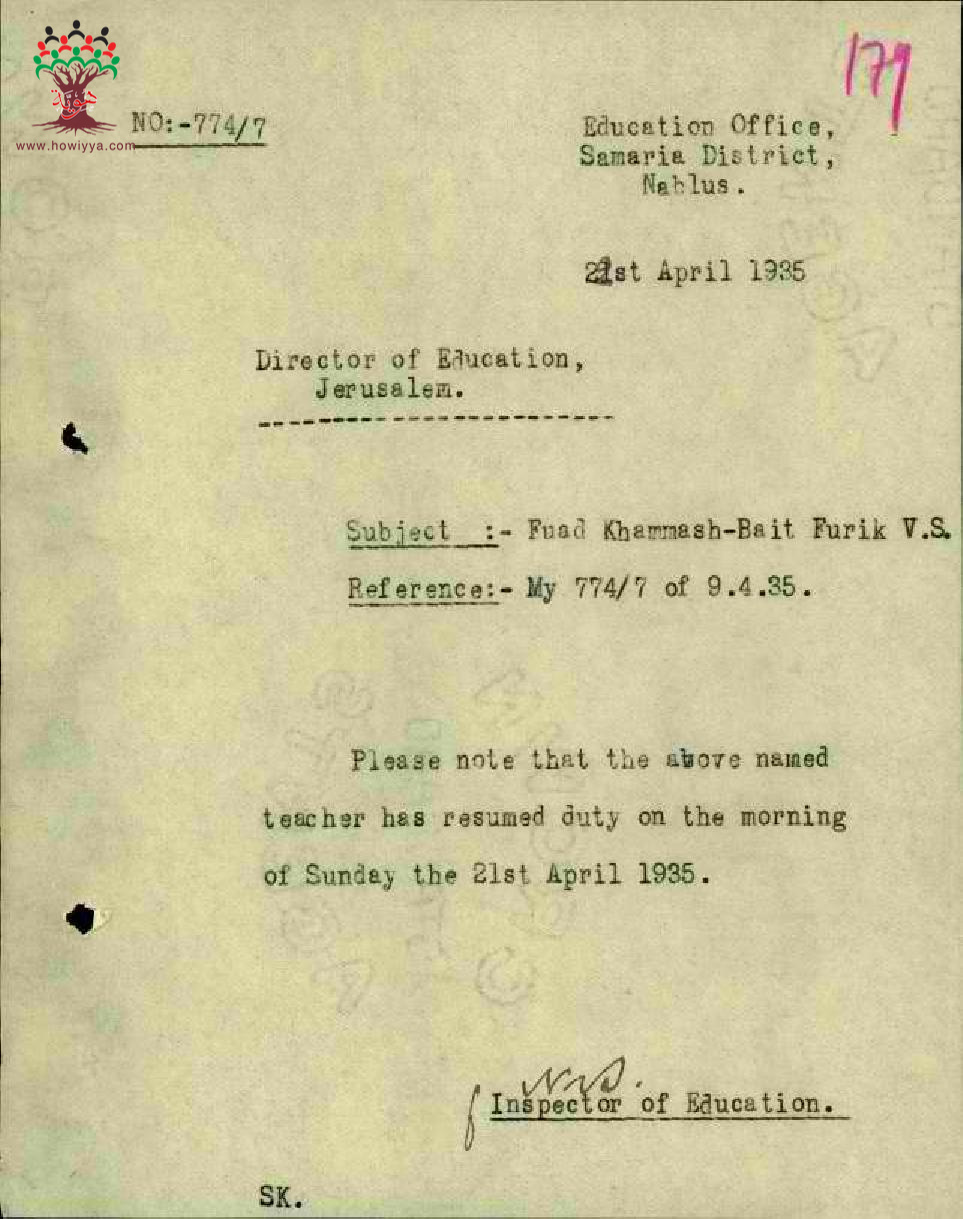 179
حويّة
www.howiyya.com
NO:-774/7
Education Office,
Samaria District,
Nablus.
21st April 1935
Director of Education,
Jerusalem.
Subject :- Fuad Khammash-Bait Furik V.S.
Reference:- My 774/7 of 9.4.35.
Please note that the above named
teacher has resumed duty on the morning
of Sunday the 21st April 1935.
Inspector of Education.
SK.